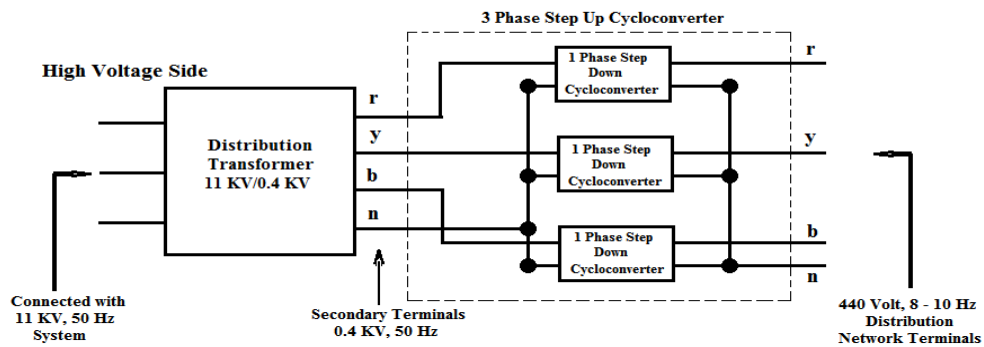 3 Phase Step Up Cycloconverter
High Voltage Side
Distribution
Transformer
11 KV/0.4 KV
r
y
b
n
1 Phase Step
Down
Cycloconverter
1 Phase Step
Down
Cycloconverter
1 Phase Step
Down
Cycloconverter
r
y
b
n
Connected with
11 KV, 50 Hz
System
Secondary Terminals
0.4 KV, 50 Hz
440 Volt, 8 - 10 Hz
Distribution
Network Terminals